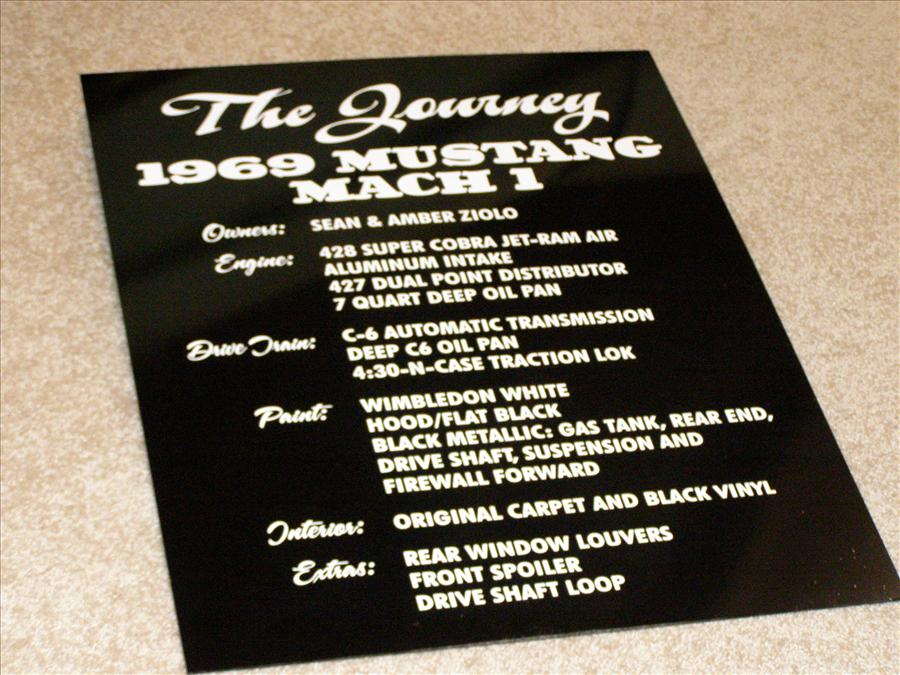 The Journey
1969 MUSTANG
MACH 1
Owners: SEAN & AMBER ZIOLO
Engine: 428 SUPER COBRA JET-RAM AIR
ALUMINUM INTAKE
427 DUAL POINT DISTRIBUTOR
7 QUART DEEP OIL PAN
Drive Train: C-6 AUTOMATIC TRANSMISSION
DEEP C6 OIL PAN
4:30-N-CASE TRACTION LOK
Paint: WIMBLEDON WHITE
HOOD/FLAT BLACK
BLACK METALLIC: GAS TANK, REAR END,
DRIVE SHAFT, SUSPENSION AND
FIREWALL FORWARD
Interior: ORIGINAL CARPET AND BLACK VINYL
Extras: REAR WINDOW LOUVERS
FRONT SPOILER
DRIVE SHAFT LOOP